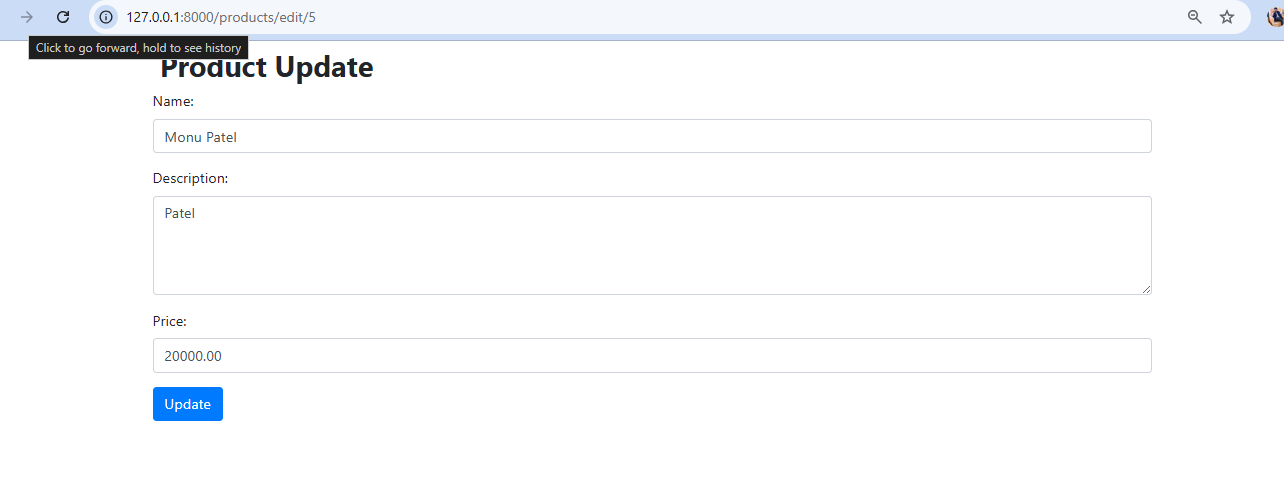 127.0.0.1:8000/products/edit/5
Click to go forward, hold to see history
Product Update
Name:
Monu Patel
Description:
Patel
Price:
20000.00
Update